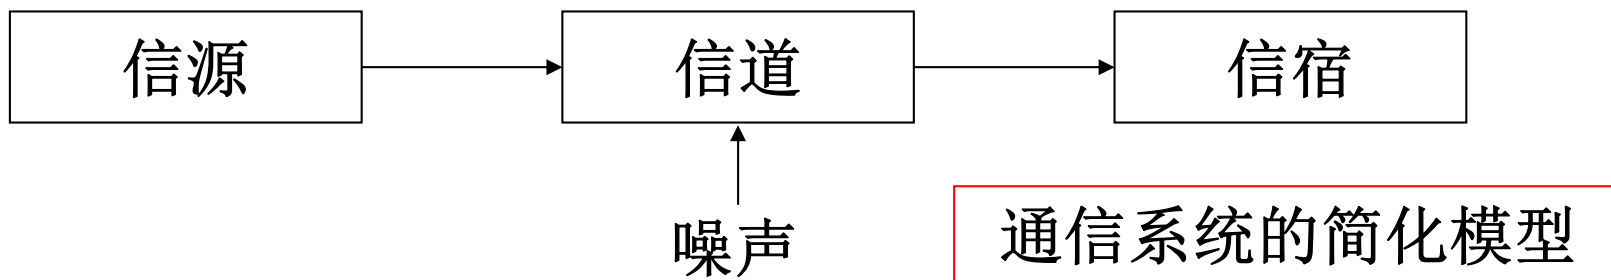 信源
信道
信宿
噪声
通信系统的简化模型